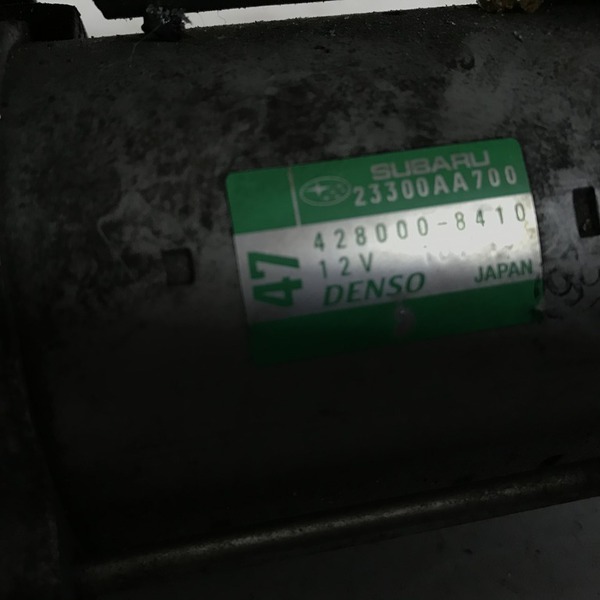 SUBARU
23300AA700
428000-8410
12V
47
DENSO
JAPAN